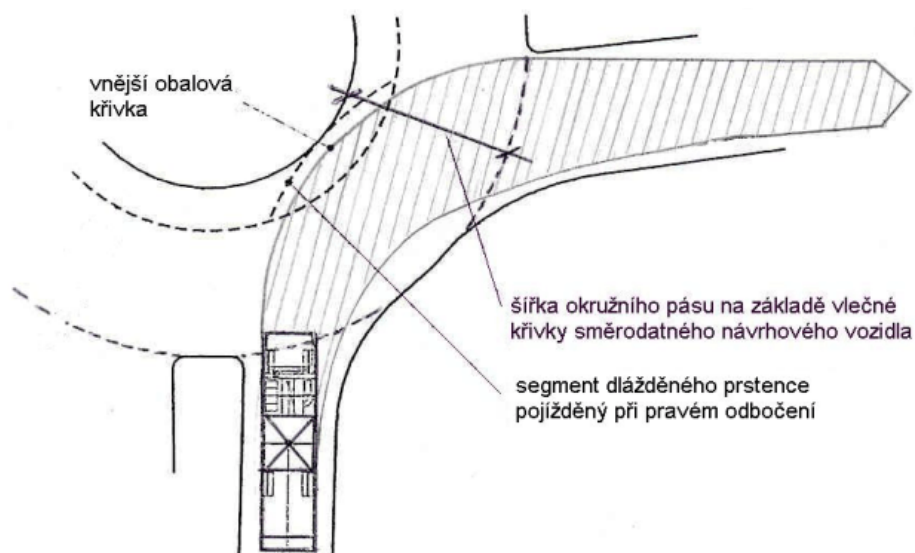 vnější obalová
křivka
šířka okružního pásu na základě vlečné
křivky směrodatného návrhového vozidla
segment dlážděného prstence
pojížděný při pravém odbočení